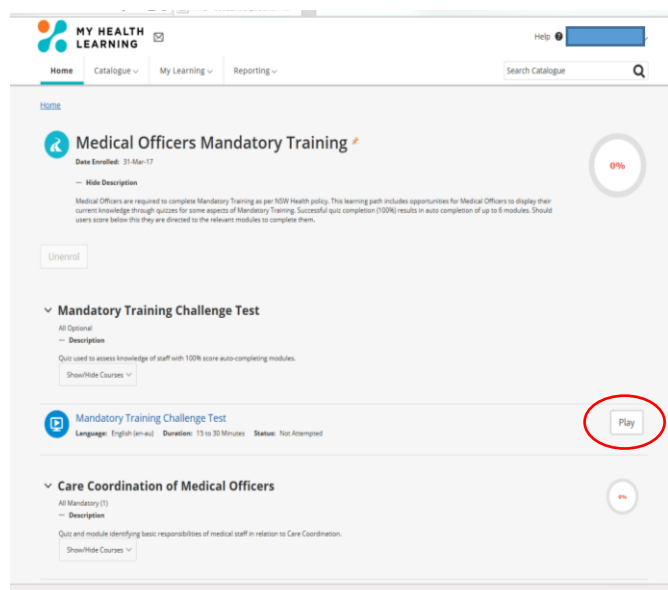 MY HEALTH
LEARNING
Help ?
Home Catalogue My Learning Reporting Search Catalogue
Home
Medical Officers Mandatory Training
Date Enrolled: 31-Mar-17
0%
— Hide Description
Medical Officers are required to complete Mandatory Training as per NSW Health policy. This learning path includes opportunities for Medical Officers to display their
current knowledge through quizzes for some aspects of Mandatory Training. Successful quiz completion (100%) results in auto completion of up to 6 modules. Should
users score below this they are directed to the relevant modules to complete them.
Unenrol
Mandatory Training Challenge Test
All Optional
— Description
Quiz used to assess knowledge of staff with 100% score auto-completing modules.
Show/Hide Courses
Mandatory Training Challenge Test
Play
Language: English (en-au) Duration: 15 to 30 Minutes Status: Not Attempted
Care Coordination of Medical Officers
0%
All Mandatory (1)
— Description
Quiz and module identifying basic responsibilities of medical staff in relation to Care Coordination.
Show/Hide Courses